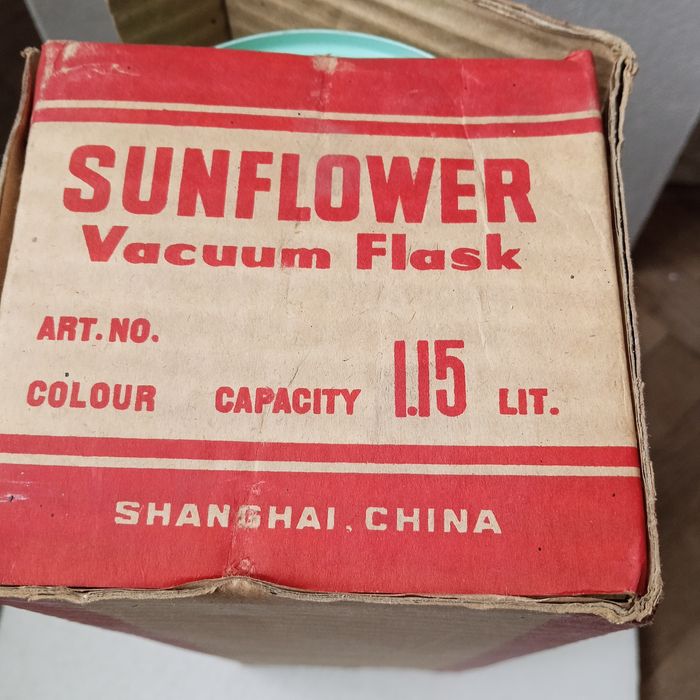 SUNFLOWER
Vacuum Flask
ART. NO.
COLOUR CAPACITY 1.15 LIT.
SHANGHAI, CHINA